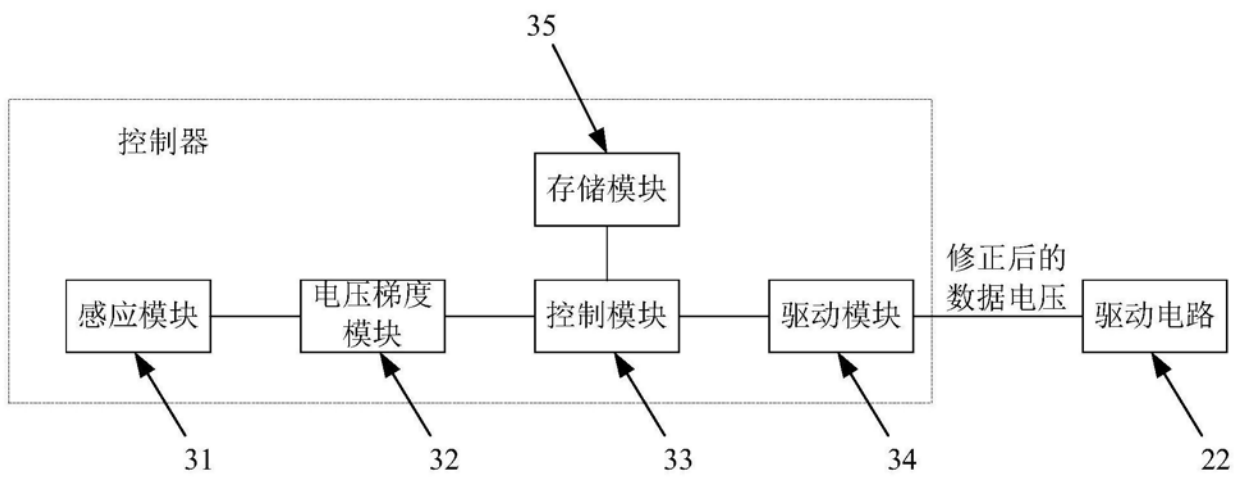 35
控制器
存储模块
感应模块
电压梯度
模块
控制模块
驱动模块
修正后的
数据电压
驱动电路
31
32
33
34
22